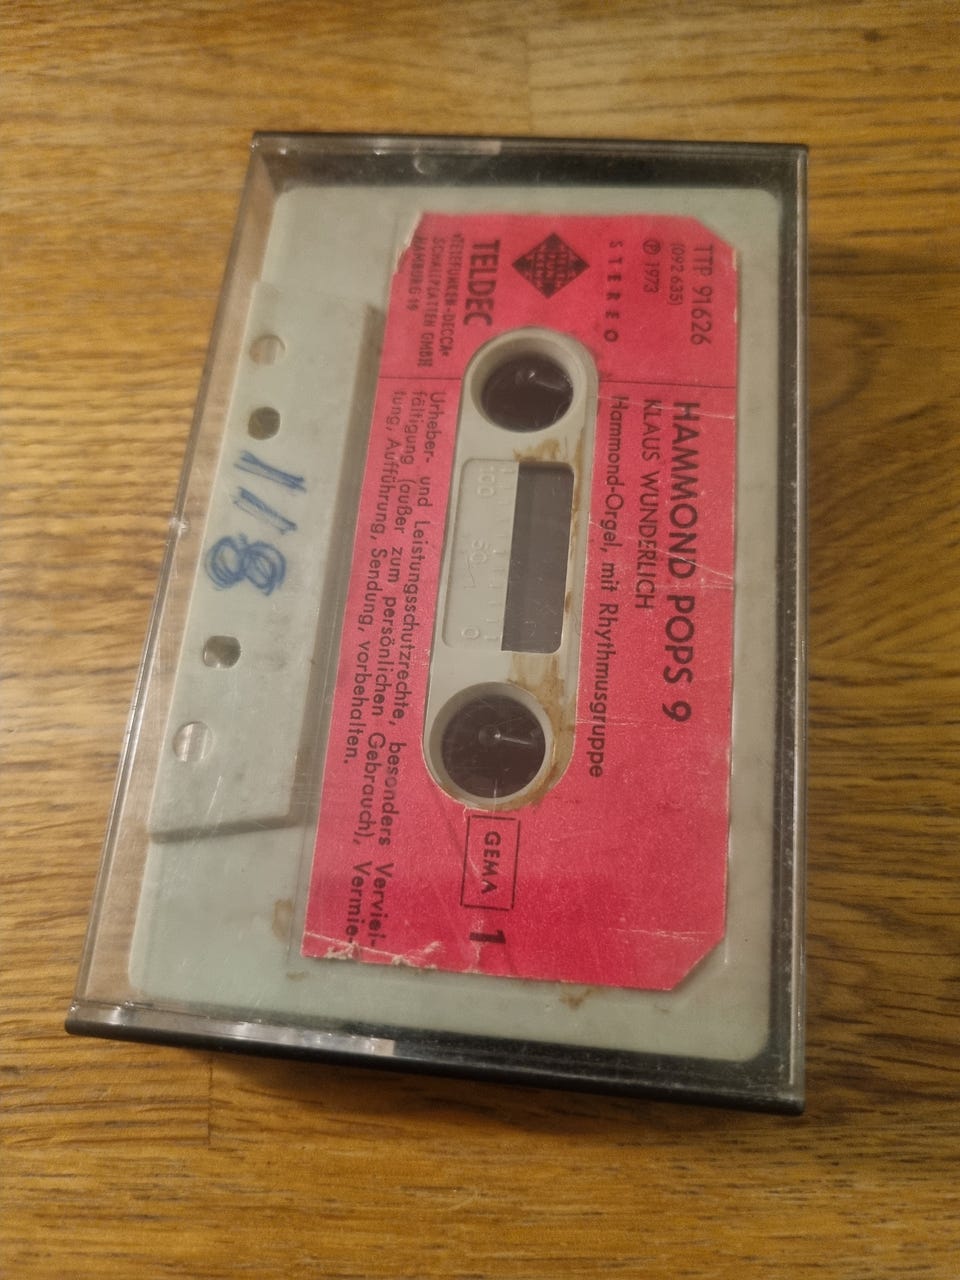 TTP 91626
(092 635)
℗ 1973
STEREO
HAMMOND POPS 9
KLAUS WUNDERLICH
Hammond-Orgel, mit Rhythmusgruppe
TELDEC
»TELEFUNKEN-DECCA«
SCHALLPLATTEN GMBH
HAMBURG 19
100 50 0
GEMA 1
Urheber- und Leistungsschutzrechte, besonders Verviel-
fältigung (außer zum persönlichen Gebrauch), Vermie-
tung, Aufführung, Sendung, vorbehalten.
11/8